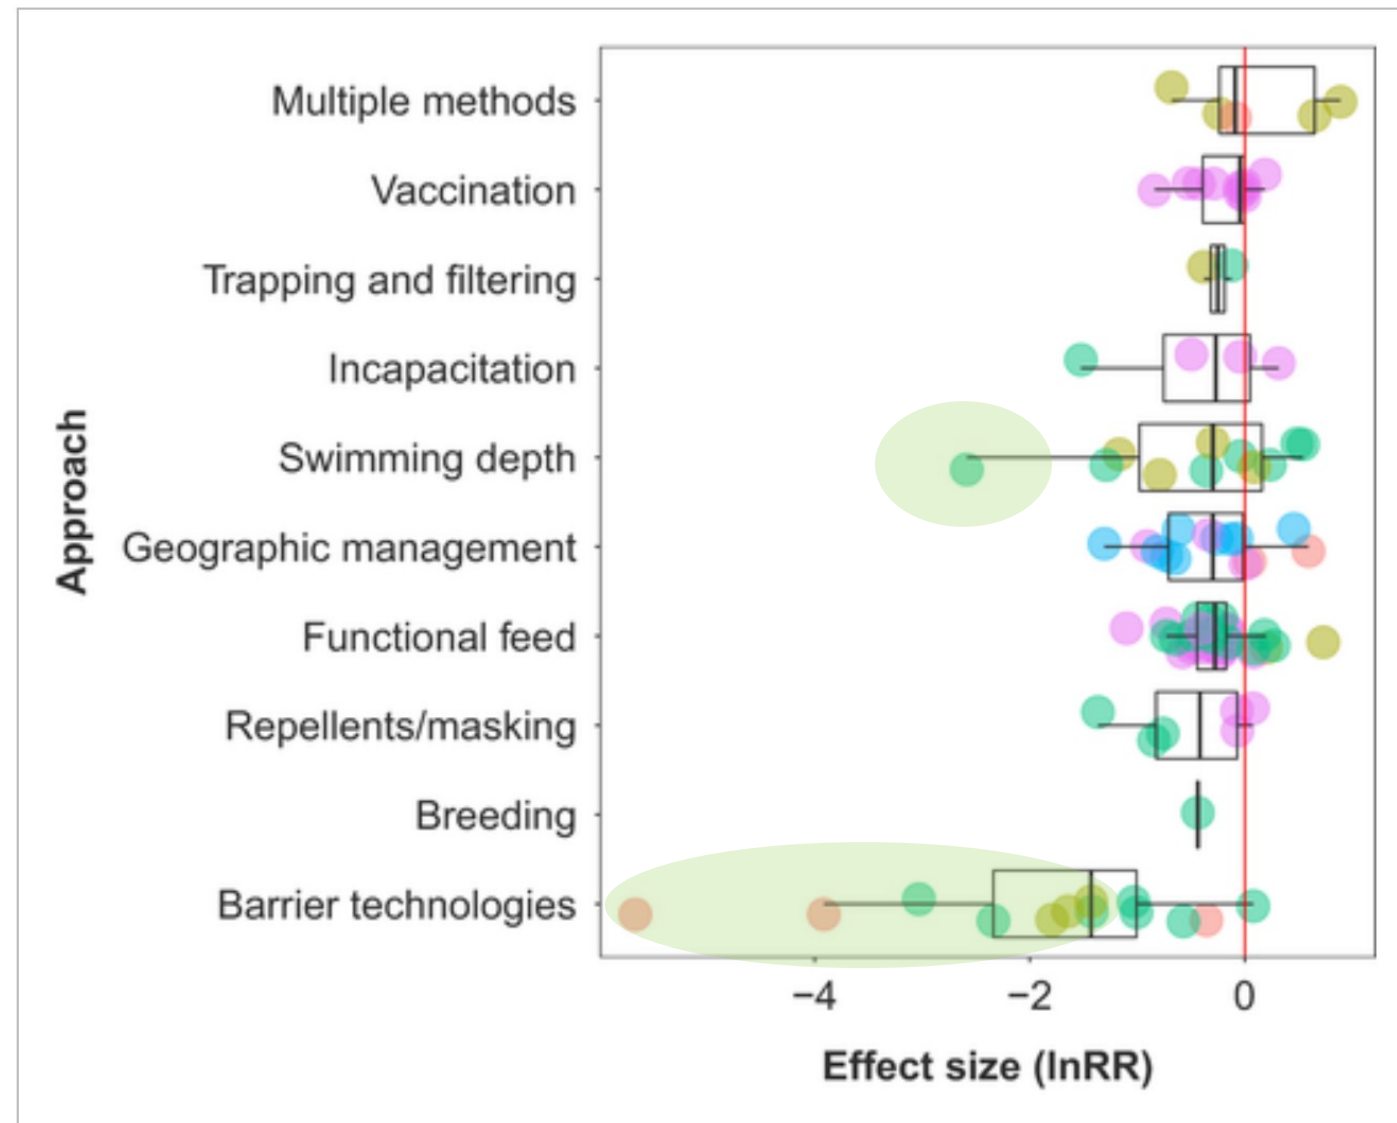 Multiple methods
Vaccination
Trapping and filtering
Incapacitation
Swimming depth
Geographic management
Functional feed
Repellents/masking
Breeding
Barrier technologies
Approach
−4 −2 0
Effect size (lnRR)